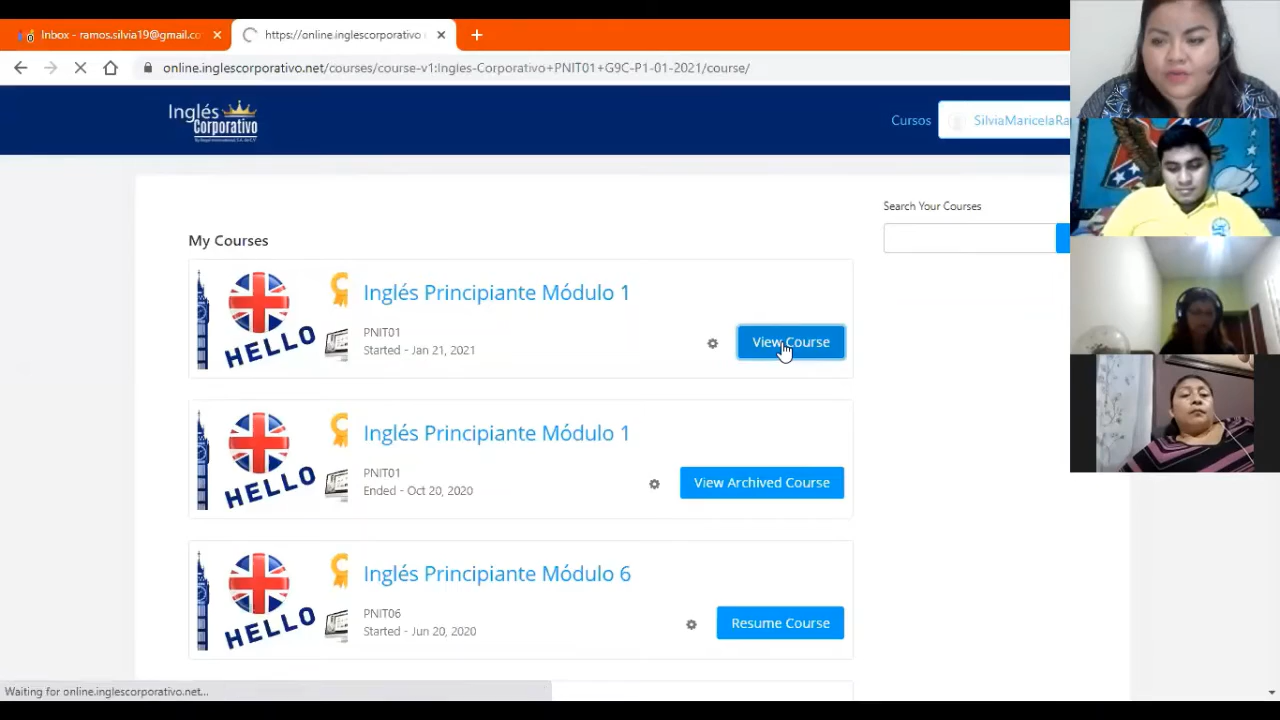 Inbox - ramos.silvia19@gmail.co
https://online.inglescorporativo
online.inglescorporativo.net/courses/course-v1:Ingles-Corporativo+PNIT01+G9C-P1-01-2021/course/
Inglés
Corporativo
Cursos
SilviaMaricelaRa
Search Your Courses
My Courses
HELLO
Inglés Principiante Módulo 1
PNIT01
Started - Jan 21, 2021
View Course
HELLO
Inglés Principiante Módulo 1
PNIT01
Ended - Oct 20, 2020
View Archived Course
HELLO
Inglés Principiante Módulo 6
PNIT06
Started - Jun 20, 2020
Resume Course
Waiting for online.inglescorporativo.net...